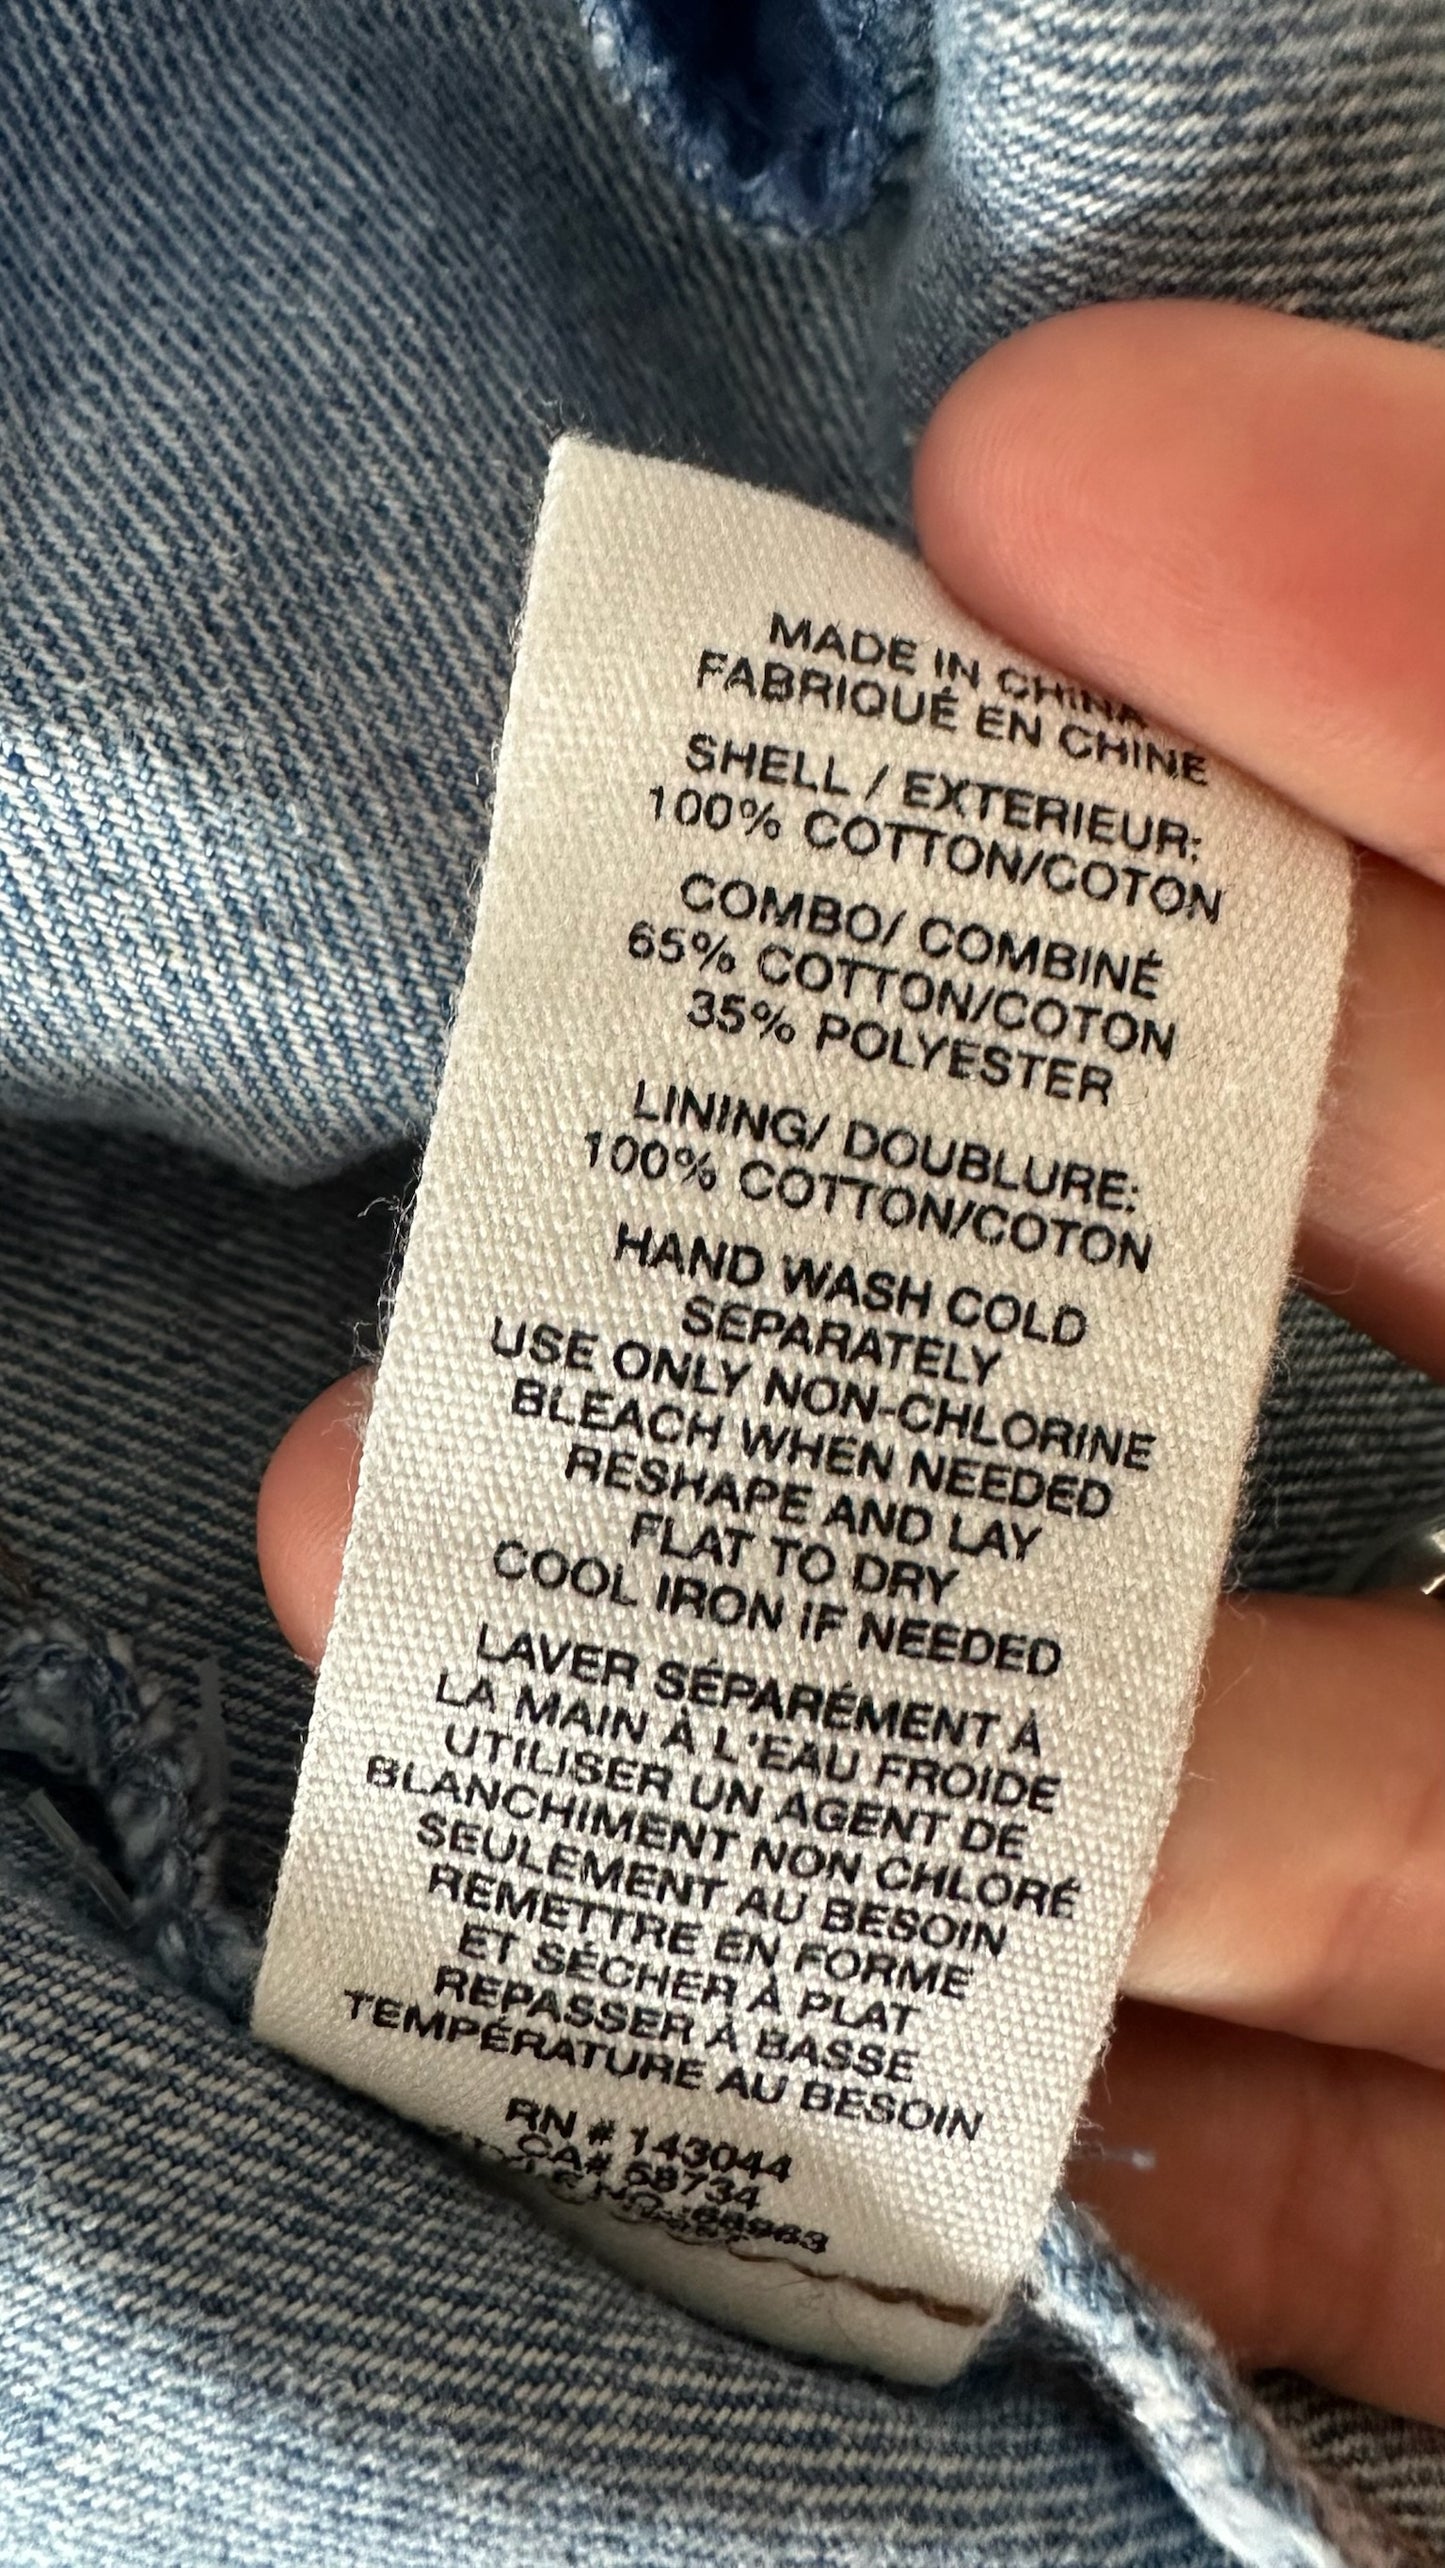 MADE IN CHINA
FABRIQUÉ EN CHINE
SHELL / EXTERIEUR:
100% COTTON/COTON
COMBO/ COMBINÉ
65% COTTON/COTON
35% POLYESTER
LINING/ DOUBLURE:
100% COTTON/COTON
HAND WASH COLD
SEPARATELY
USE ONLY NON-CHLORINE
BLEACH WHEN NEEDED
RESHAPE AND LAY
FLAT TO DRY
COOL IRON IF NEEDED
LAVER SÉPARÉMENT À
LA MAIN À L'EAU FROIDE
UTILISER UN AGENT DE
BLANCHIMENT NON CHLORÉ
SEULEMENT AU BESOIN
REMETTRE EN FORME
ET SÉCHER À PLAT
REPASSER À BASSE
TEMPÉRATURE AU BESOIN
RN # 143044
CA# 58734